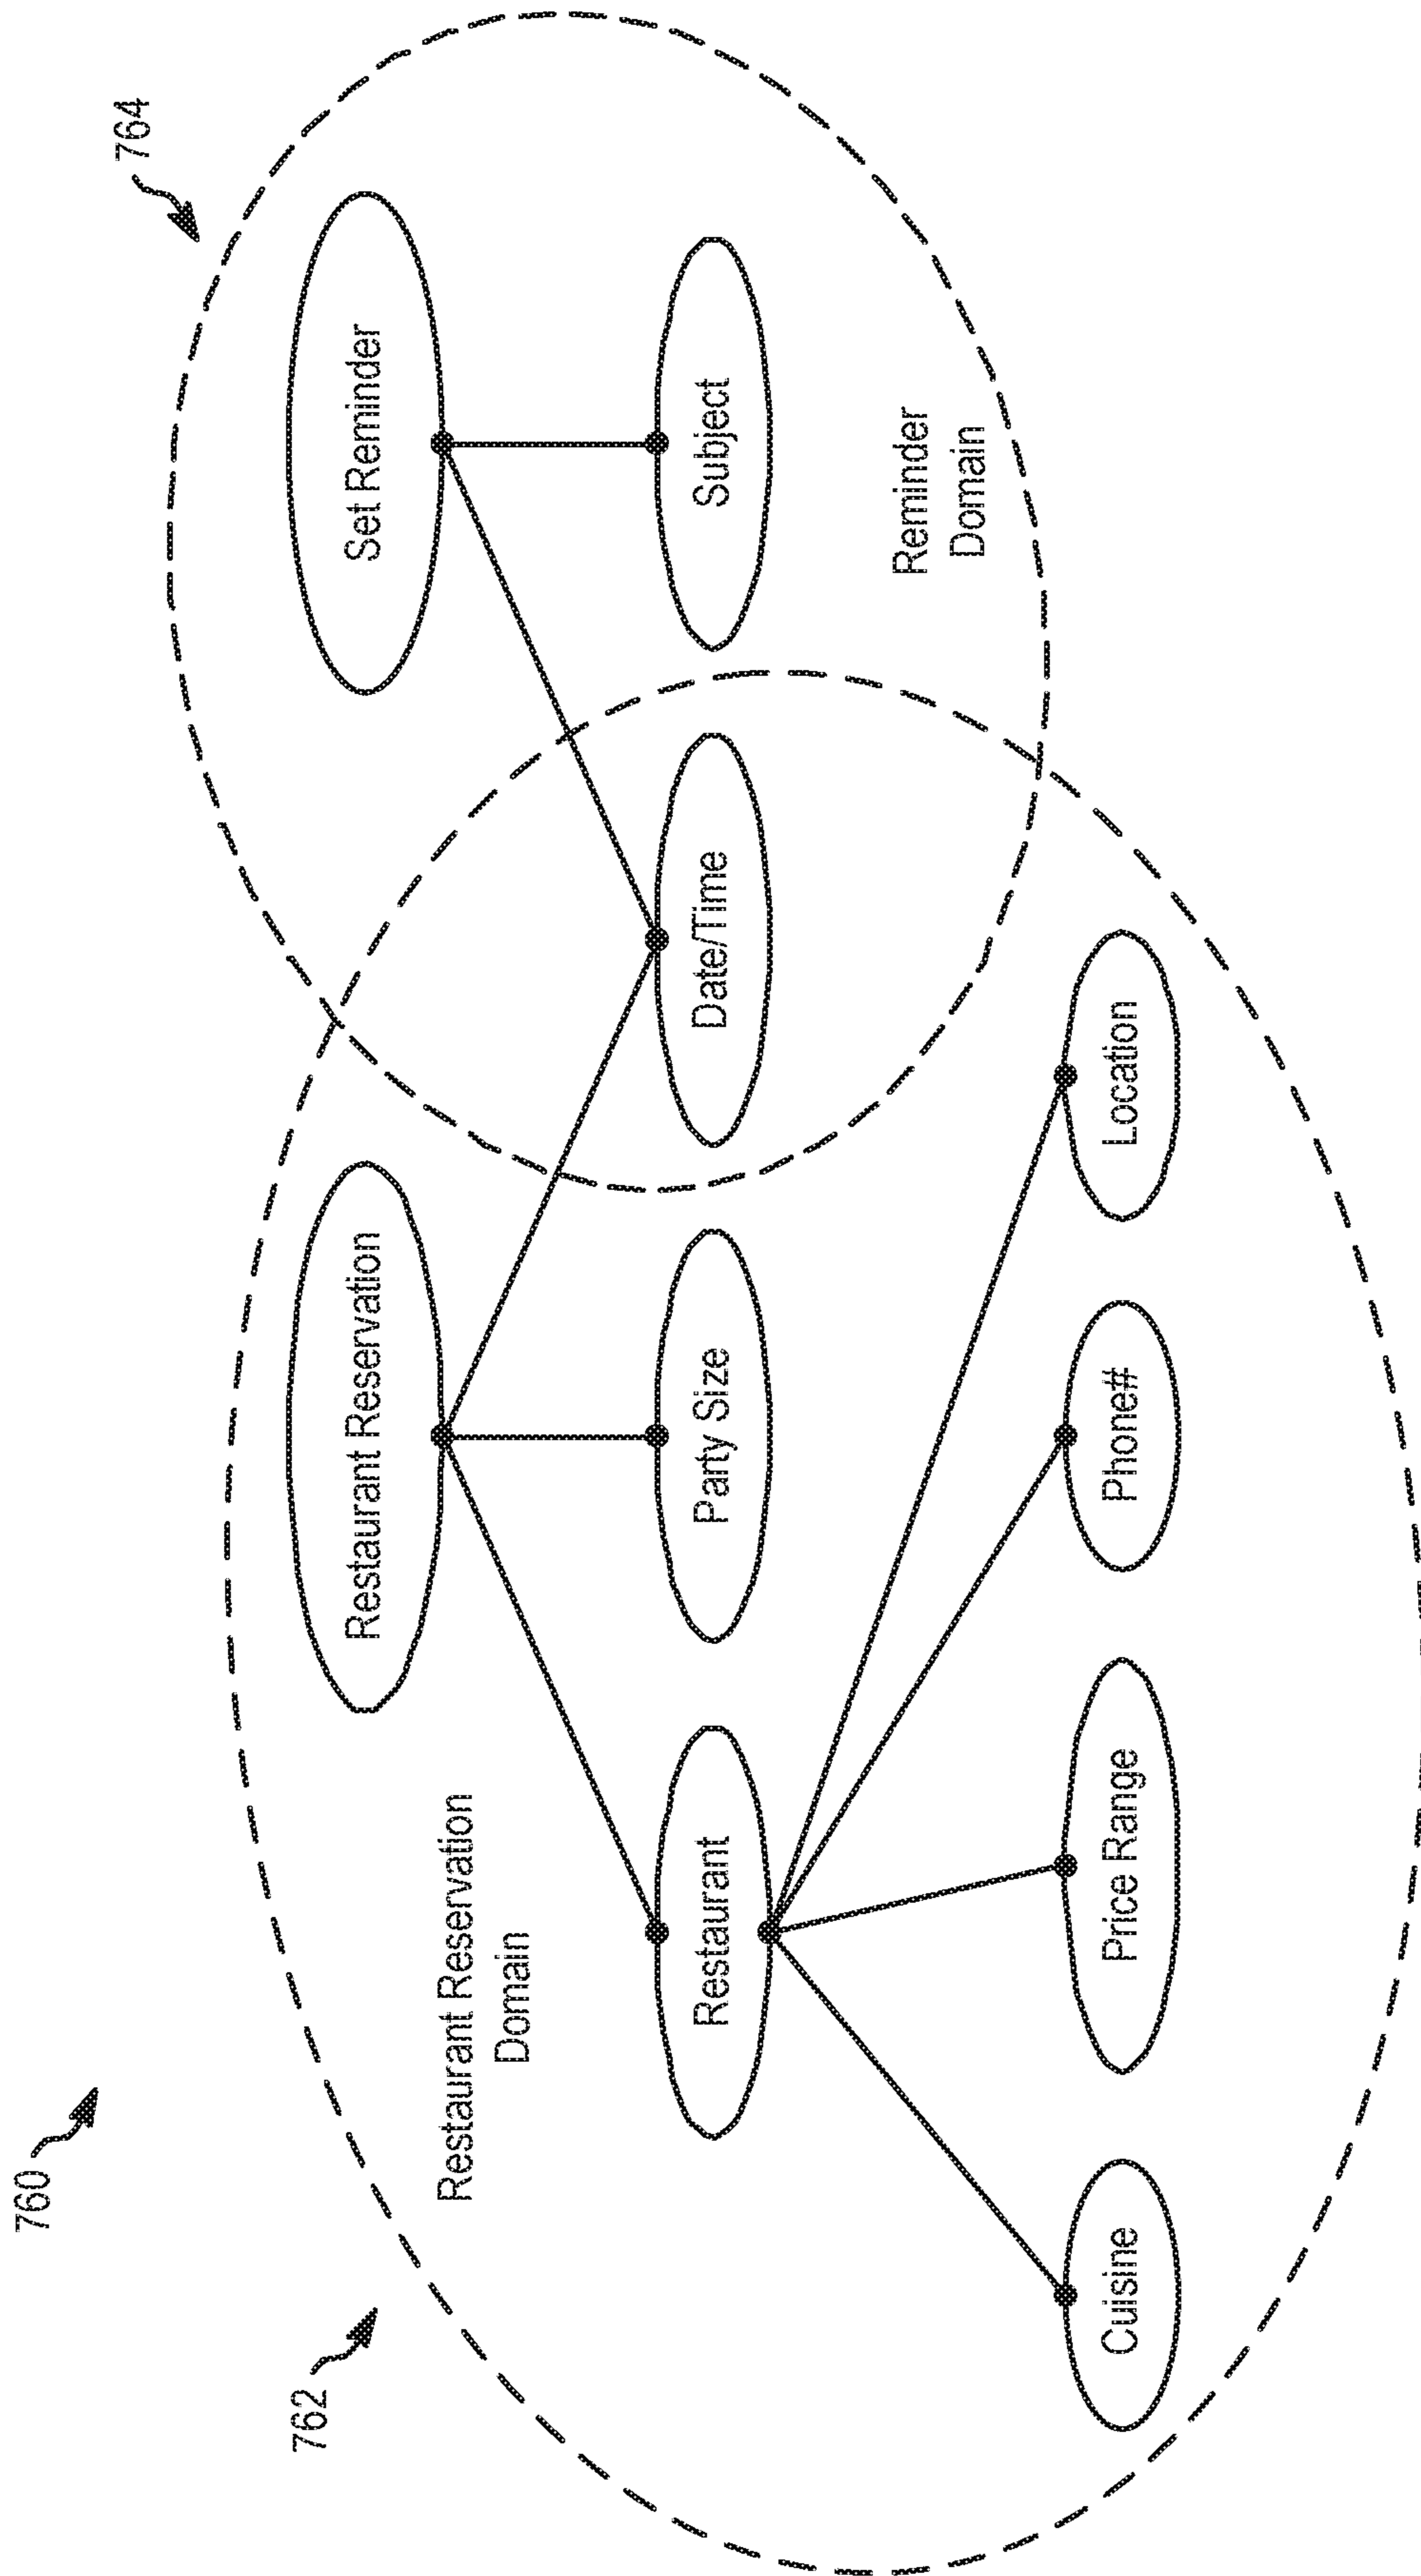 760
762
764
Restaurant Reservation
Set Reminder
Restaurant Reservation
Domain
Restaurant
Party Size
Date/Time
Subject
Reminder
Domain
Cuisine
Price Range
Phone#
Location